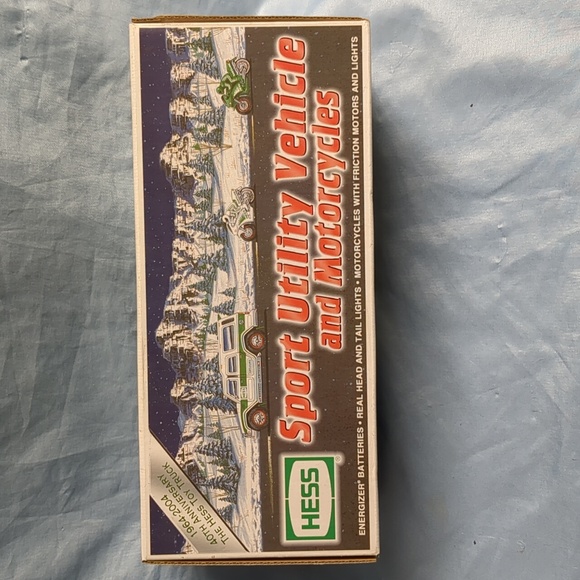 40TH ANNIVERSARY
1964-2004
THE HESS TOY TRUCK
HESS
Sport Utility Vehicle
and Motorcycles
ENERGIZER® BATTERIES • REAL HEAD AND TAIL LIGHTS • MOTORCYCLES WITH FRICTION MOTORS AND LIGHTS